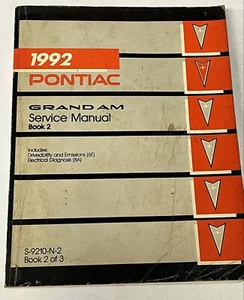 1992
PONTIAC
GRAND AM
Service Manual
Book 2
Includes:
Driveability and Emissions (6E)
Electrical Diagnosis (8A)
S-9210-N-2
Book 2 of 3